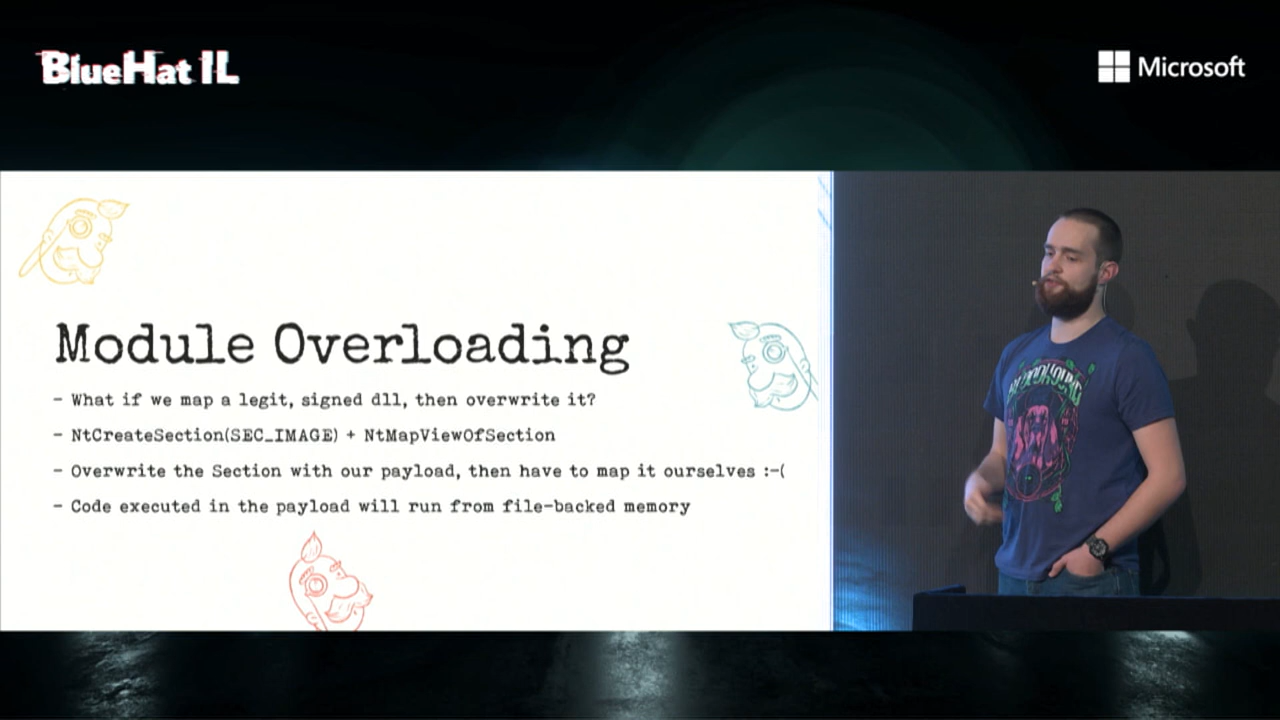 BlueHat IL
Microsoft
Module Overloading
- What if we map a legit, signed dll, then overwrite it?
- NtCreateSection(SEC_IMAGE) + NtMapViewOfSection
- Overwrite the Section with our payload, then have to map it ourselves :-(
- Code executed in the payload will run from file-backed memory
BLOODHOUND